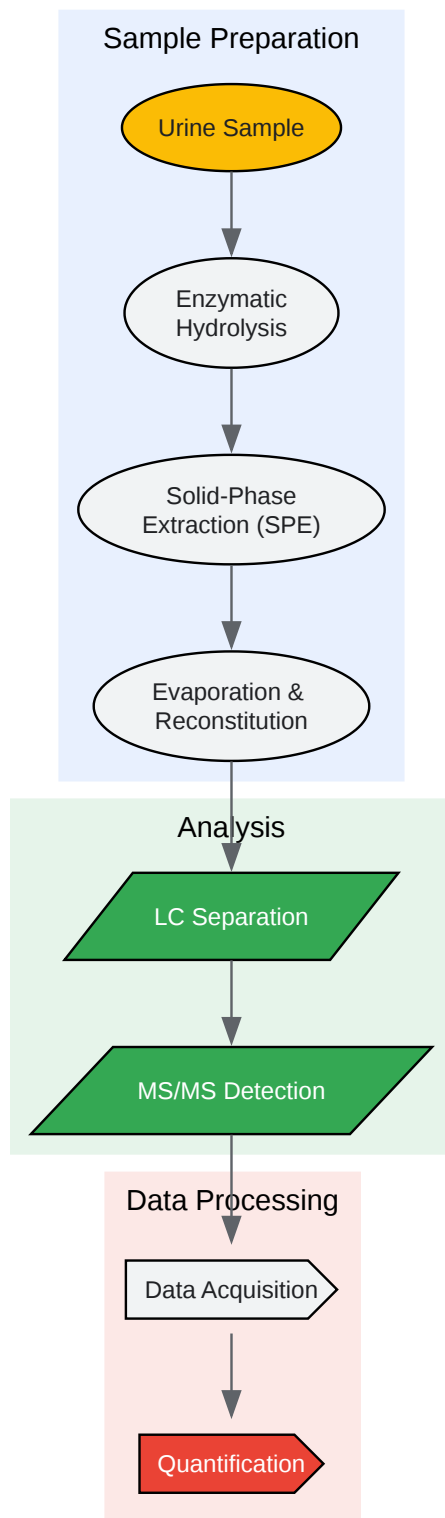 Sample Preparation
Urine Sample
Enzymatic
Hydrolysis
Solid-Phase
Extraction (SPE)
Evaporation &
Reconstitution
Analysis
LC Separation
MS/MS Detection
Data Processing
Data Acquisition
Quantification